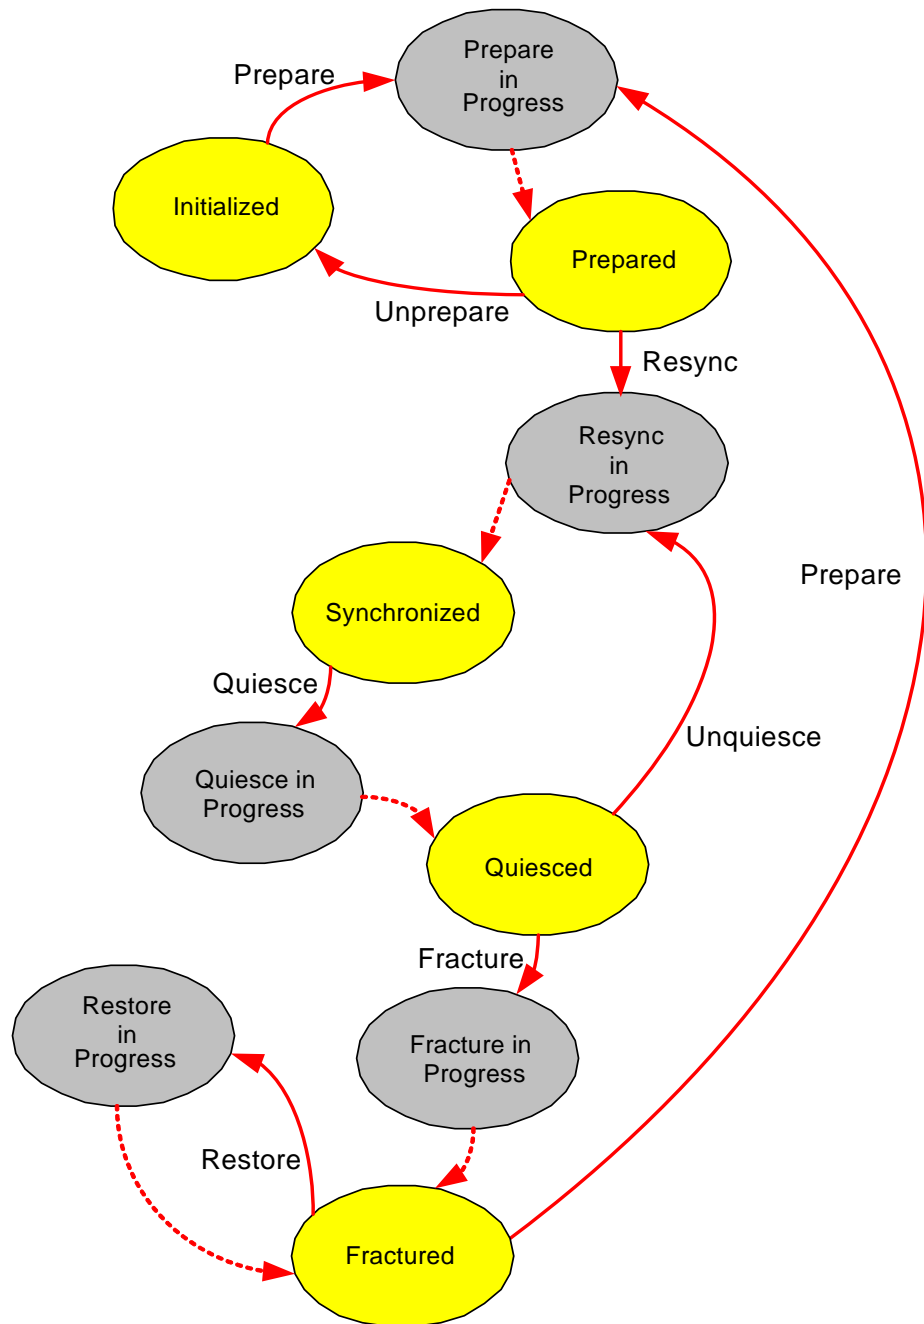 Prepare
in
Progress
Prepare
Initialized
Prepared
Unprepare
Resync
Resync
in
Progress
Prepare
Synchronized
Quiesce
Unquiesce
Quiesce in
Progress
Quiesced
Fracture
Restore
in
Progress
Fracture in
Progress
Restore
Fractured